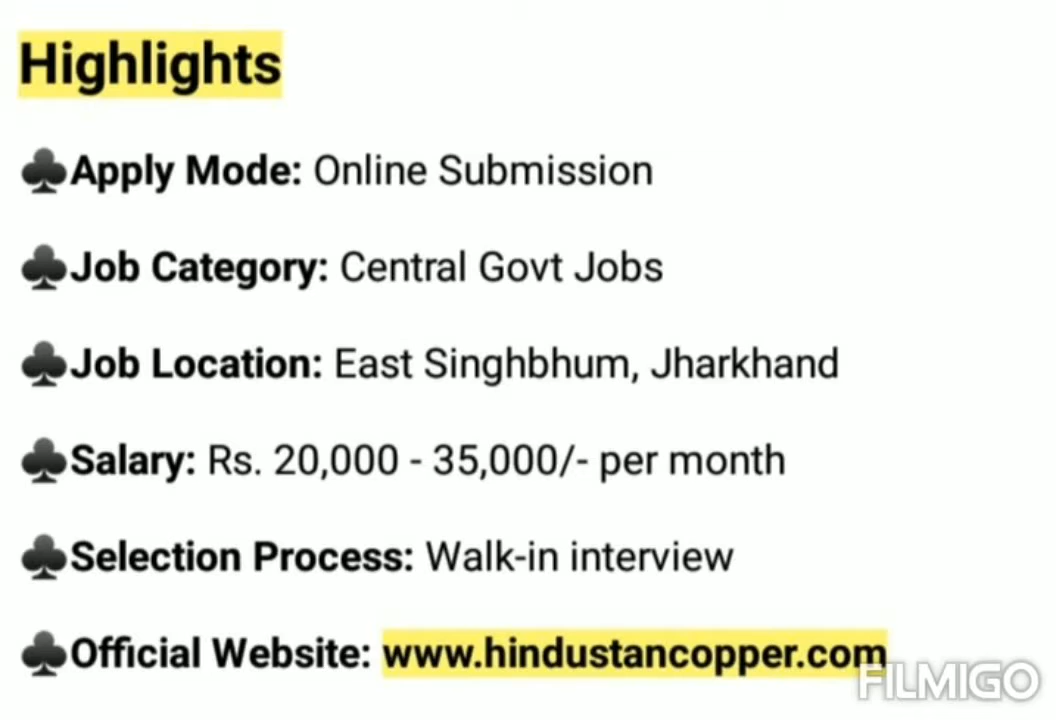 Highlights
♣Apply Mode: Online Submission
♣Job Category: Central Govt Jobs
♣Job Location: East Singhbhum, Jharkhand
♣Salary: Rs. 20,000 - 35,000/- per month
♣Selection Process: Walk-in interview
♣Official Website: www.hindustancopper.com
FILMIGO